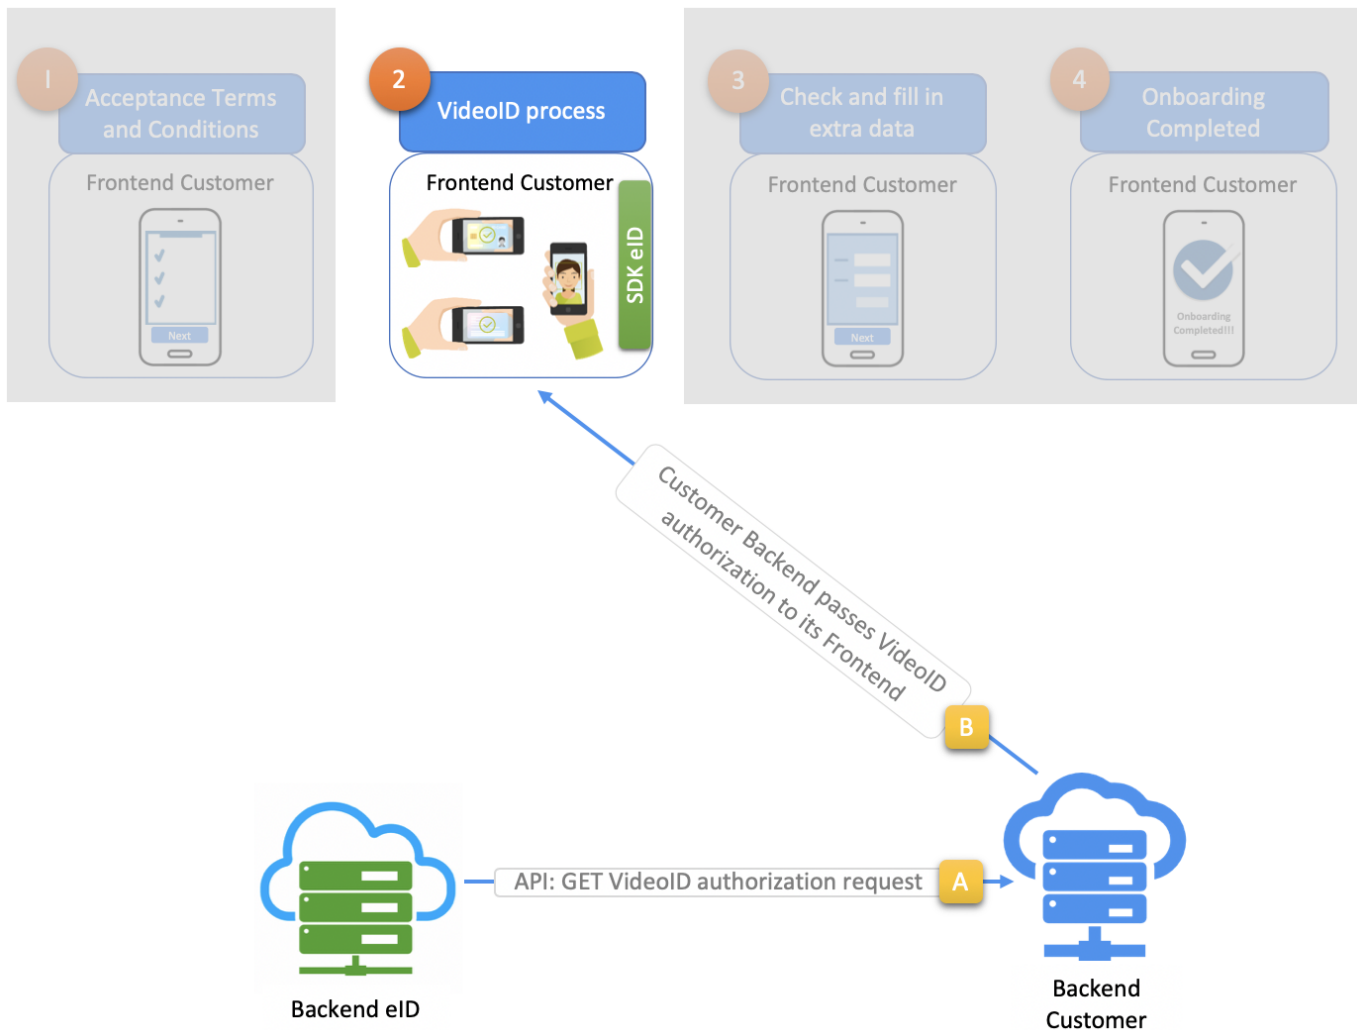 1
Acceptance Terms
and Conditions
Frontend Customer
Next
2
VideoID process
Frontend Customer
SDK eID
3
Check and fill in
extra data
Frontend Customer
Next
4
Onboarding
Completed
Frontend Customer
Onboarding
Completed!!!
Customer Backend passes VideoID
authorization to its Frontend
B
API: GET VideoID authorization request
A
Backend eID
Backend
Customer